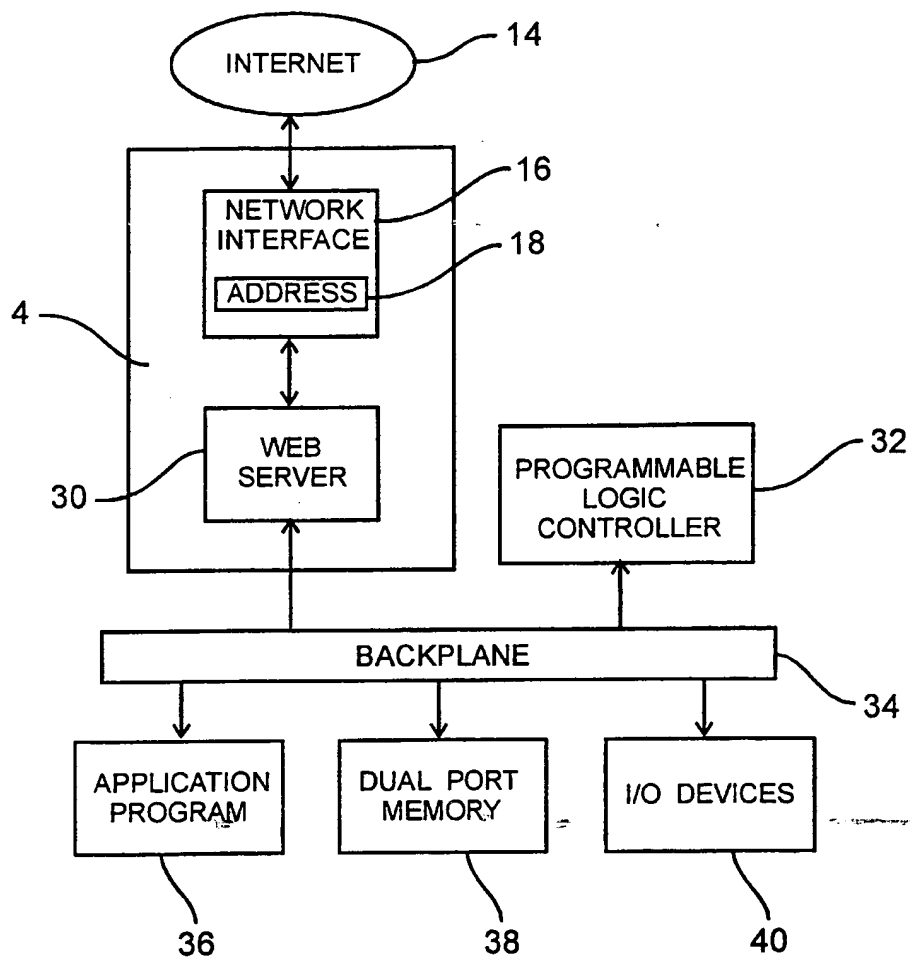 INTERNET
14
NETWORK
INTERFACE
16
ADDRESS
18
4
WEB
SERVER
30
PROGRAMMABLE
LOGIC
CONTROLLER
32
BACKPLANE
34
APPLICATION
PROGRAM
DUAL PORT
MEMORY
I/O DEVICES
36
38
40